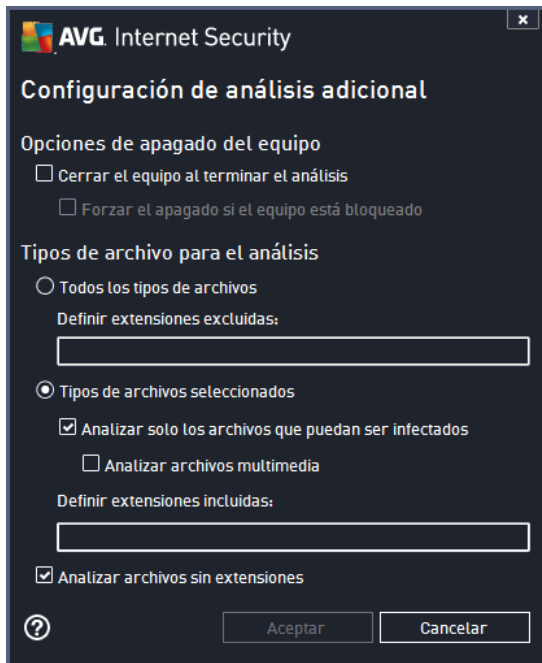 AVG. Internet Security
Configuración de análisis adicional
Opciones de apagado del equipo
Cerrar el equipo al terminar el análisis
Forzar el apagado si el equipo está bloqueado
Tipos de archivo para el análisis
Todos los tipos de archivos
Definir extensiones excluidas:
Tipos de archivos seleccionados
Analizar solo los archivos que puedan ser infectados
Analizar archivos multimedia
Definir extensiones incluidas:
Analizar archivos sin extensiones
Aceptar Cancelar